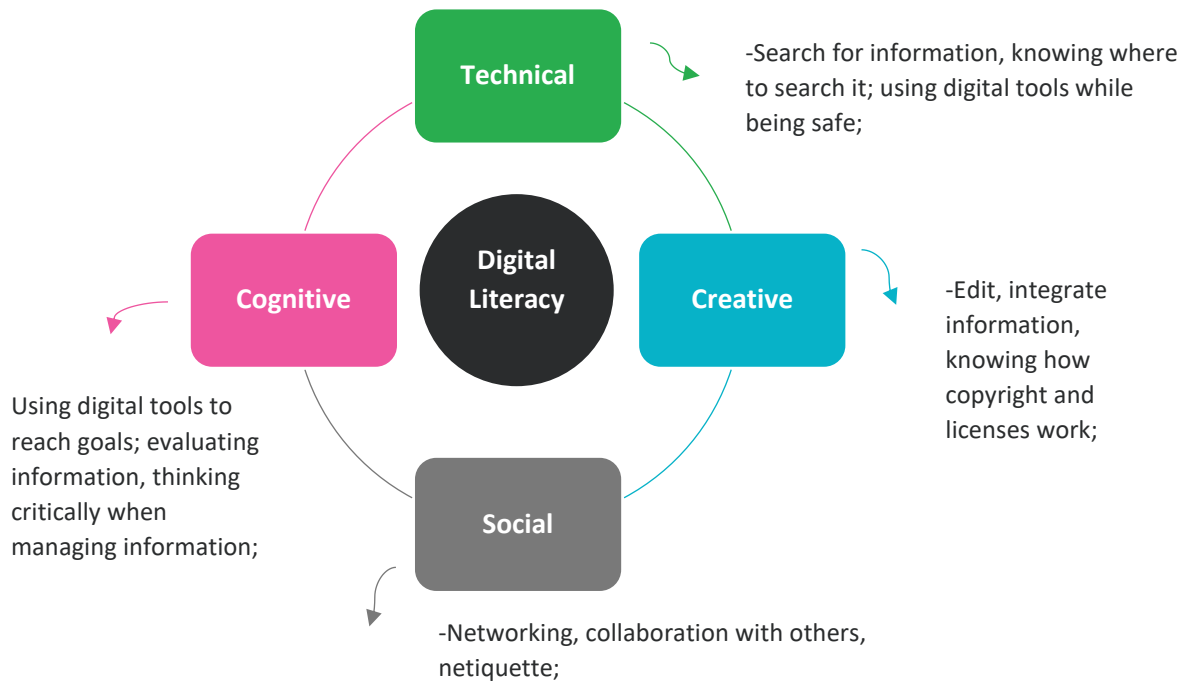 Technical
-Search for information, knowing where
to search it; using digital tools while
being safe;
Digital
Literacy
Cognitive
Creative
-Edit, integrate
information,
knowing how
copyright and
licenses work;
Using digital tools to
reach goals; evaluating
information, thinking
critically when
managing information;
Social
-Networking, collaboration with others,
netiquette;